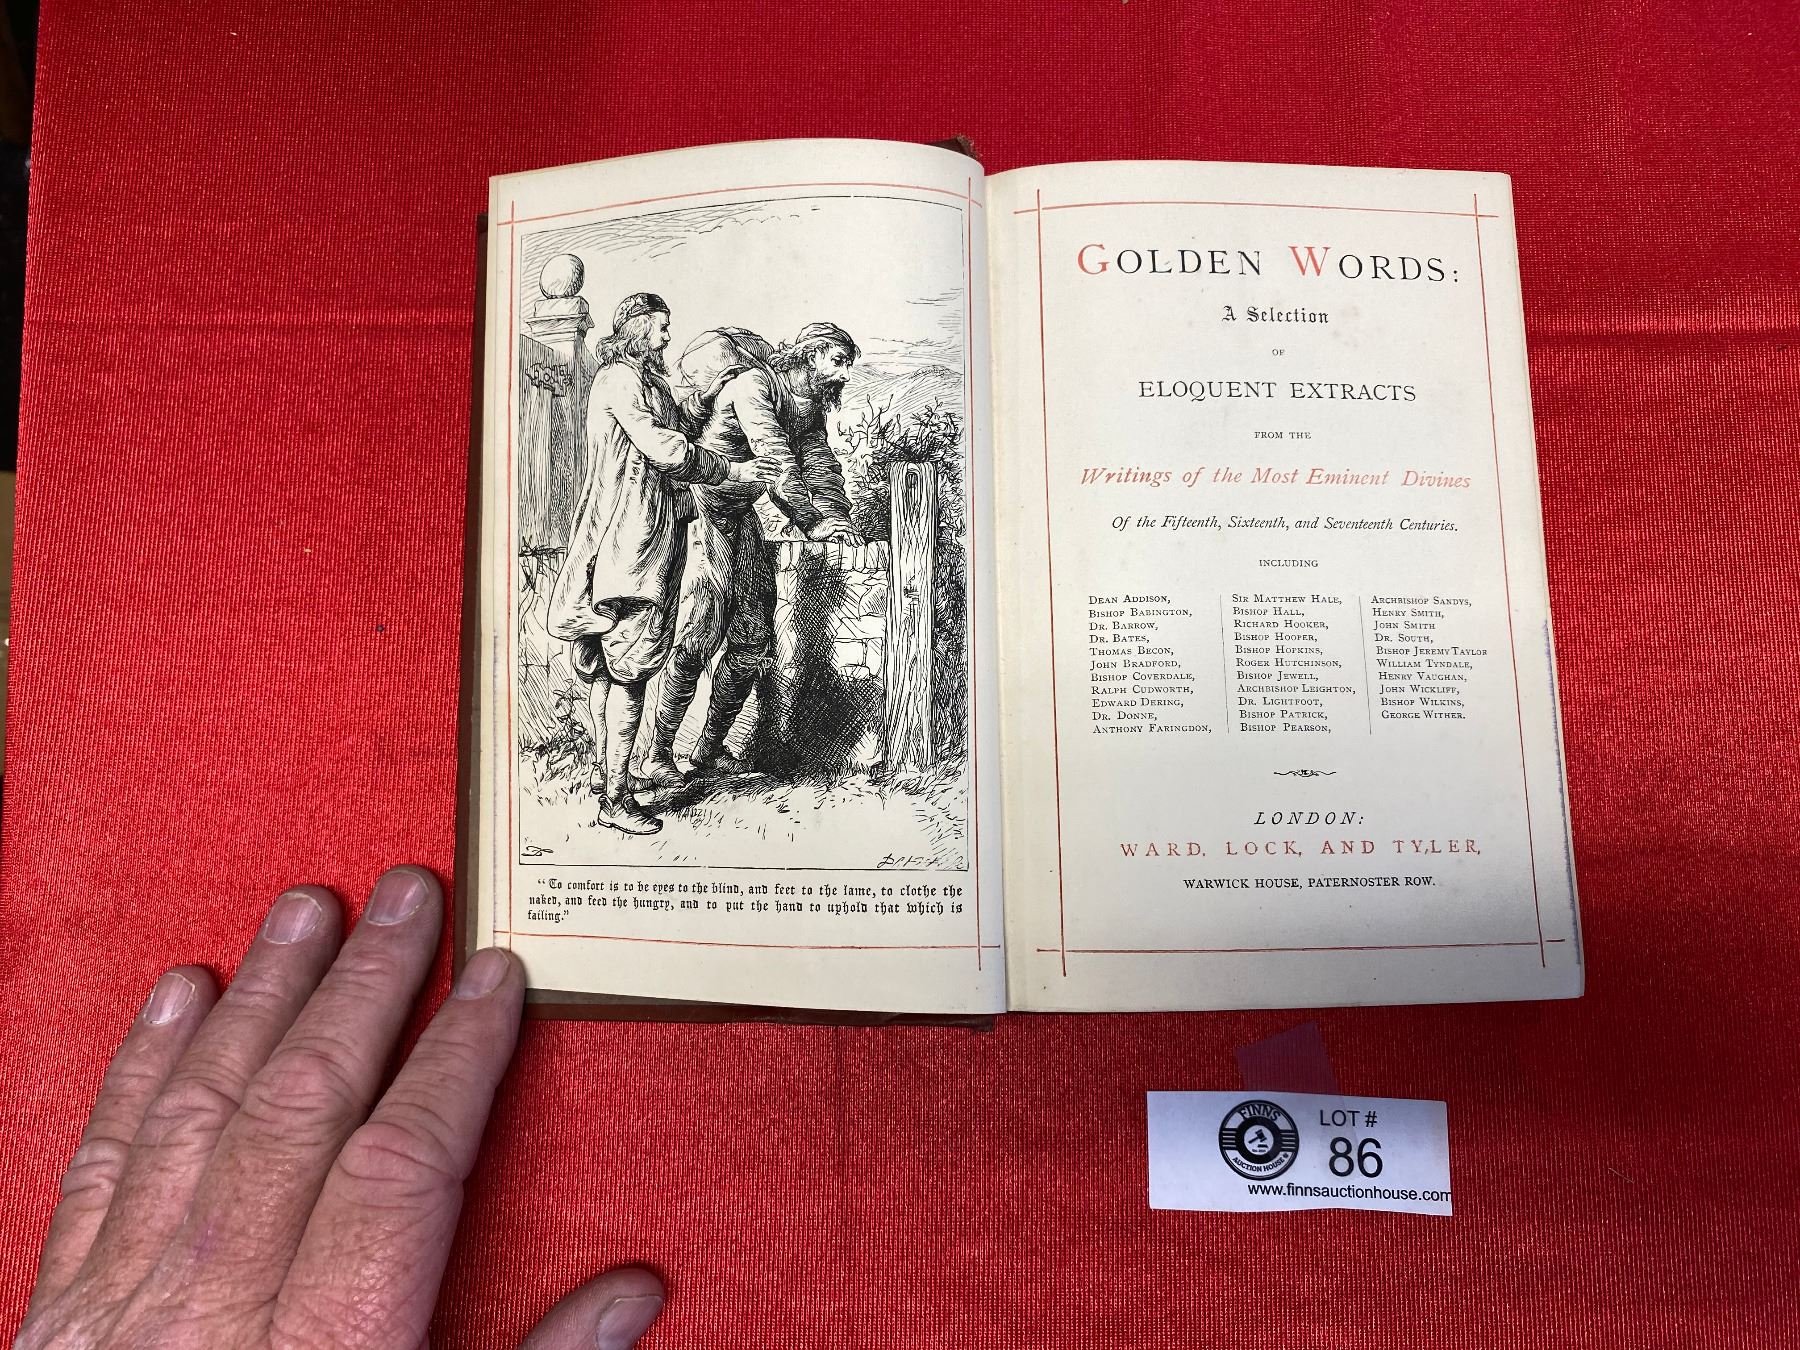 "To comfort is to be eyes to the blind, and feet to the lame, to clothe the
naked, and feed the hungry, and to put the hand to uphold that which is
failing."
GOLDEN WORDS:
A Selection
OF
ELOQUENT EXTRACTS
FROM THE
Writings of the Most Eminent Divines
Of the Fifteenth, Sixteenth, and Seventeenth Centuries.
INCLUDING
DEAN ADDISON,
BISHOP BABINGTON,
DR. BARROW,
DR. BATES,
THOMAS BECON,
JOHN BRADFORD,
BISHOP COVERDALE,
RALPH CUDWORTH,
EDWARD DERING,
DR. DONNE,
ANTHONY FARINGDON,
SIR MATTHEW HALE,
BISHOP HALL,
RICHARD HOOKER,
BISHOP HOOPER,
BISHOP HOPKINS,
ROGER HUTCHINSON,
BISHOP JEWELL,
ARCHBISHOP LEIGHTON,
DR. LIGHTFOOT,
BISHOP PATRICK,
BISHOP PEARSON,
ARCHBISHOP SANDYS,
HENRY SMITH,
JOHN SMITH
DR. SOUTH,
BISHOP JEREMY TAYLOR
WILLIAM TYNDALE,
HENRY VAUGHAN,
JOHN WICKLIFF,
BISHOP WILKINS,
GEORGE WITHER.
LONDON:
WARD, LOCK, AND TYLER,
WARWICK HOUSE, PATERNOSTER ROW.
FINNS
AUCTION HOUSE
LOT #
86
www.finnsauctionhouse.com